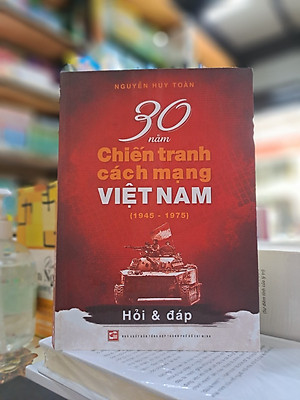 NGUYỄN HUY TOÀN
30
năm
Chiến tranh
cách mạng
VIỆT NAM
(1945 - 1975)
Hỏi & đáp